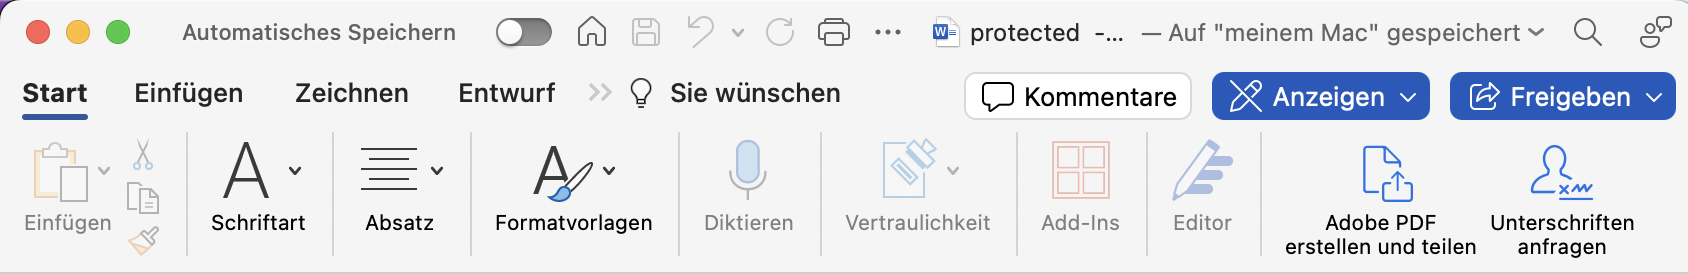 Automatisches Speichern
protected -... — Auf "meinem Mac" gespeichert
Start Einfügen Zeichnen Entwurf >> Sie wünschen Kommentare Anzeigen Freigeben
Einfügen Schriftart Absatz Formatvorlagen Diktieren Vertraulichkeit Add-Ins Editor Adobe PDF
erstellen und teilen Unterschriften
anfragen